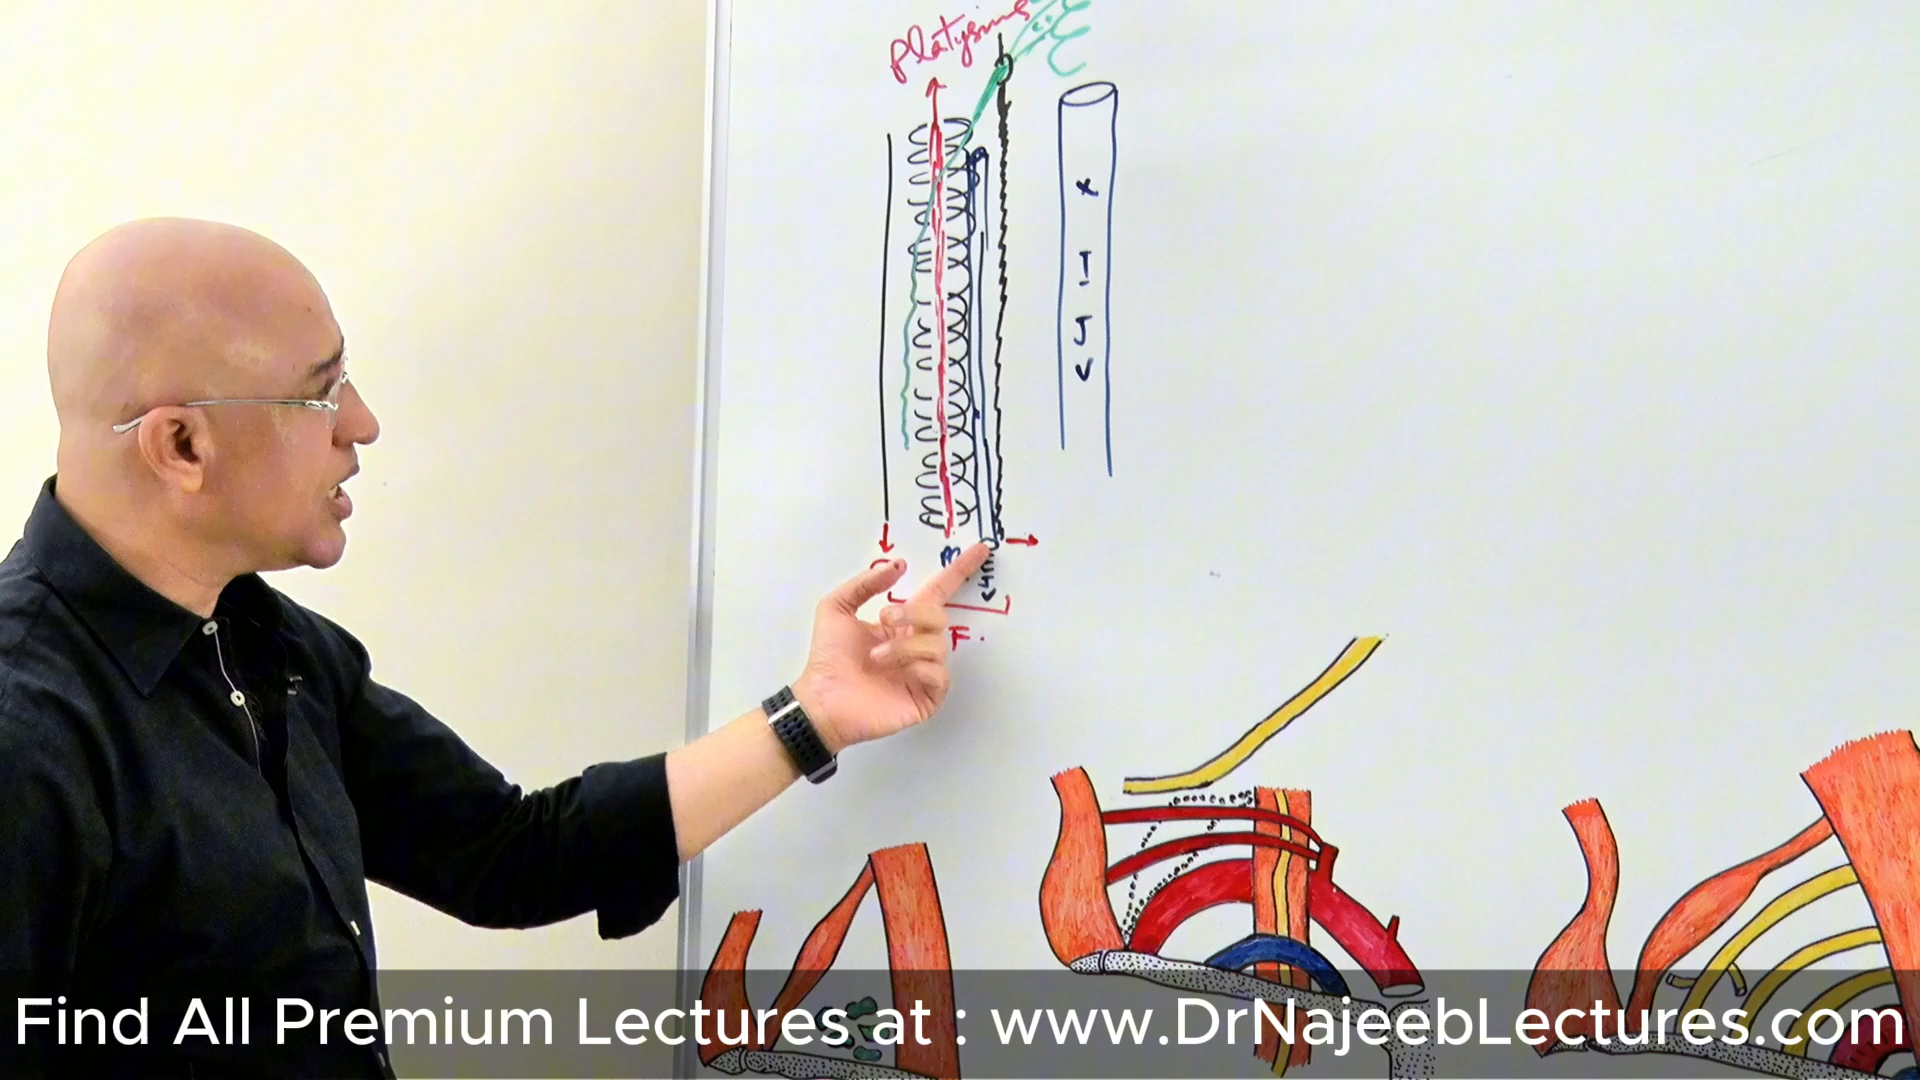 Platysma
F.
Find All Premium Lectures at : www.DrNajeebLectures.com